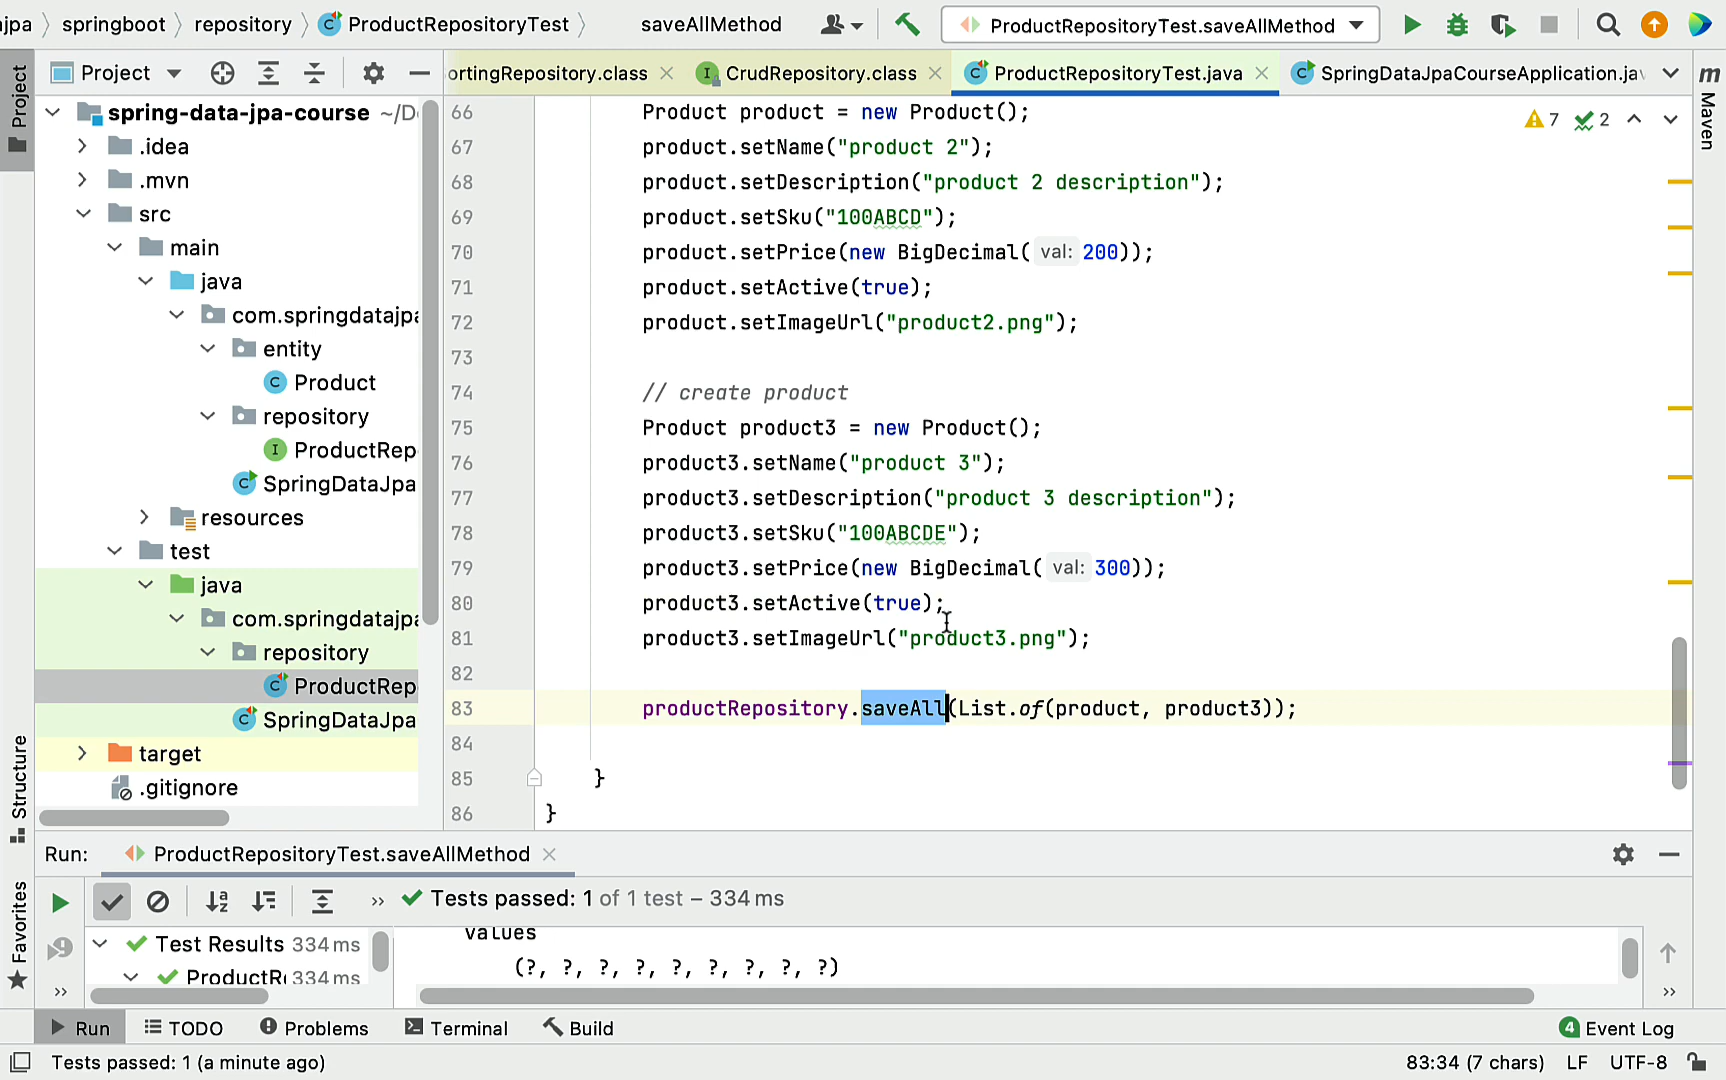 jpa springboot repository ProductRepositoryTest saveAllMethod ProductRepositoryTest.saveAllMethod
Project ortingRepository.class CrudRepository.class ProductRepositoryTest.java SpringDataJpaCourseApplication.jav
Project
Structure
Favorites
Maven
spring-data-jpa-course ~/D
.idea
.mvn
src
main
java
com.springdatajpa
entity
Product
repository
ProductRep
SpringDataJpa
resources
test
java
com.springdatajpa
repository
ProductRep
SpringDataJpa
target
.gitignore
7 2
66 Product product = new Product();
67 product.setName("product 2");
68 product.setDescription("product 2 description");
69 product.setSku("100ABCD");
70 product.setPrice(new BigDecimal( val: 200));
71 product.setActive(true);
72 product.setImageUrl("product2.png");
73
74 // create product
75 Product product3 = new Product();
76 product3.setName("product 3");
77 product3.setDescription("product 3 description");
78 product3.setSku("100ABCDE");
79 product3.setPrice(new BigDecimal( val: 300));
80 product3.setActive(true);
81 product3.setImageUrl("product3.png");
82
83 productRepository.saveAll(List.of(product, product3));
84
85 }
86 }
Run: ProductRepositoryTest.saveAllMethod
Tests passed: 1 of 1 test – 334 ms
Test Results 334 ms
ProductRe 334 ms
values
(?, ?, ?, ?, ?, ?, ?, ?, ?)
Run TODO Problems Terminal Build 4 Event Log
Tests passed: 1 (a minute ago) 83:34 (7 chars) LF UTF-8